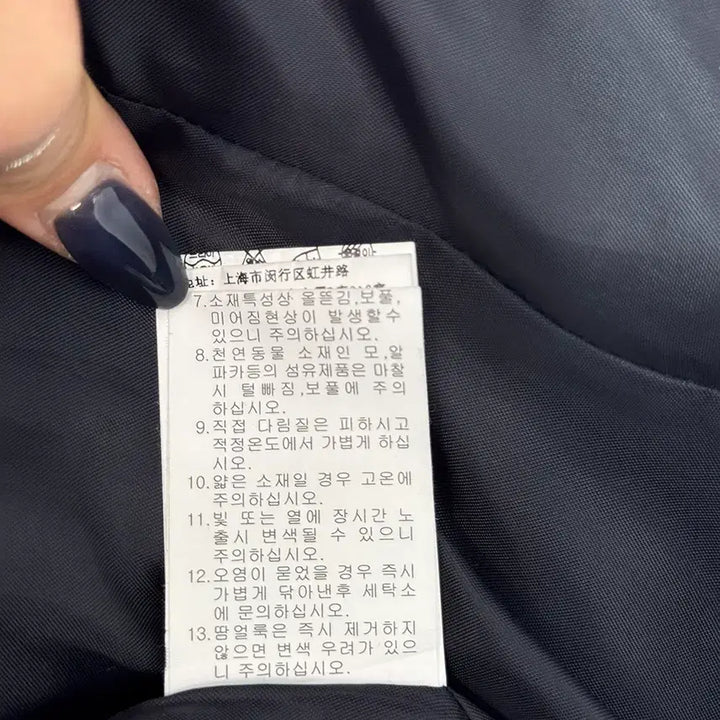 址: 上海市闵行区虹井路
7.소재특성상 올뜯김,보풀,
미어짐현상이 발생할수
있으니 주의하십시오.
8.천연동물 소재인 모,알
파카등의 섬유제품은 마찰
시 털빠짐,보풀에 주의
하십시오.
9.직접 다림질은 피하시고
적정온도에서 가볍게 하십
시오.
10.얇은 소재일 경우 고온에
주의하십시오.
11.빛 또는 열에 장시간 노
출시 변색될 수 있으니
주의하십시오.
12.오염이 묻었을 경우 즉시
가볍게 닦아낸후 세탁소
에 문의하십시오.
13.땀얼룩은 즉시 제거하지
않으면 변색 우려가 있으
니 주의하십시오.